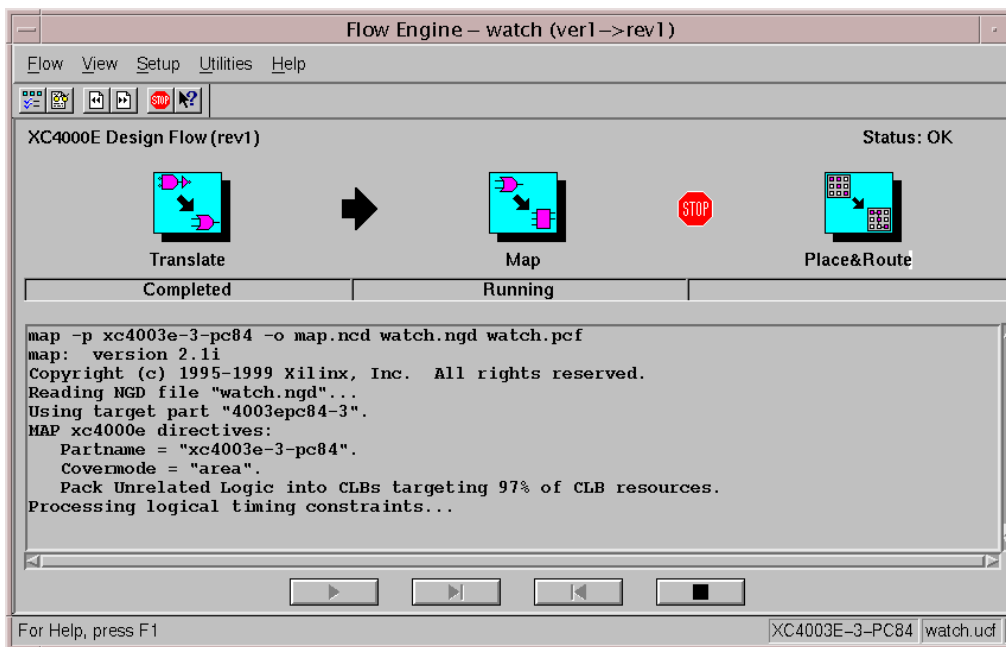 Flow Engine – watch (ver1->rev1)
Flow View Setup Utilities Help
STOP
XC4000E Design Flow (rev1) Status: OK
STOP
Translate Map Place&Route
Completed Running
map -p xc4003e-3-pc84 -o map.ncd watch.ngd watch.pcf
map: version 2.1i
Copyright (c) 1995-1999 Xilinx, Inc. All rights reserved.
Reading NGD file "watch.ngd"...
Using target part "4003epc84-3".
MAP xc4000e directives:
Partname = "xc4003e-3-pc84".
Covermode = "area".
Pack Unrelated Logic into CLBs targeting 97% of CLB resources.
Processing logical timing constraints...
For Help, press F1 XC4003E-3-PC84 watch.ucf